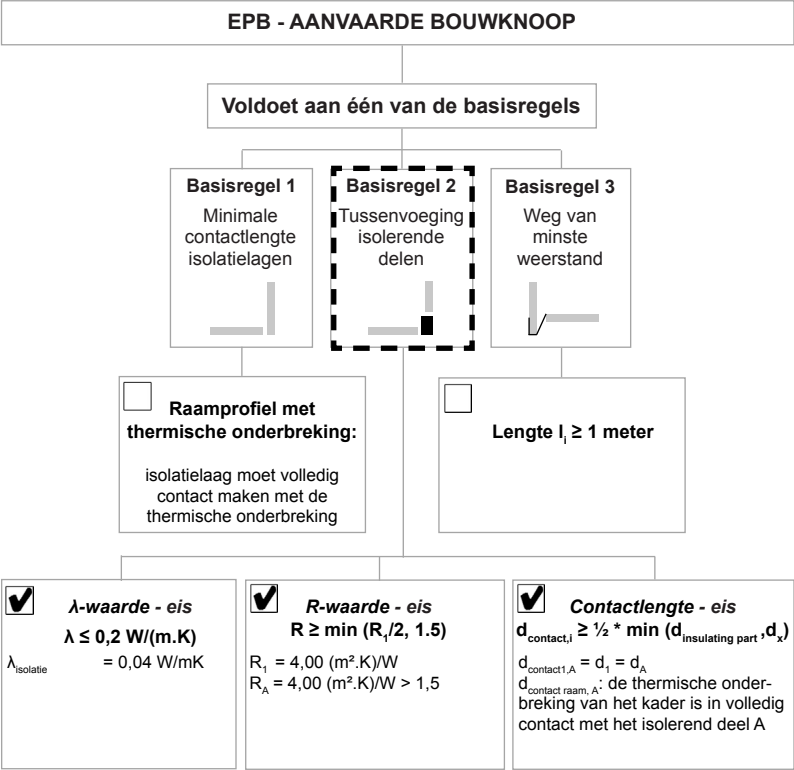 EPB - AANVAARDE BOUWKNOOP
Voldoet aan één van de basisregels
Basisregel 1
Minimale
contactlengte
isolatielagen
Basisregel 2
Tussenvoeging
isolerende
delen
Basisregel 3
Weg van
minste
weerstand
Raamprofiel met
thermische onderbreking:
isolatielaag moet volledig
contact maken met de
thermische onderbreking
Lengte lᵢ ≥ 1 meter
λ-waarde - eis
λ ≤ 0,2 W/(m.K)
λisolatie = 0,04 W/mK
R-waarde - eis
R ≥ min (R₁/2, 1.5)
R₁ = 4,00 (m².K)/W
RA = 4,00 (m².K)/W > 1,5
Contactlengte - eis
dcontact,i ≥ ½ * min (dinsulating part ,dx)
dcontact1,A = d₁ = dA
dcontact raam, A: de thermische onder-
breking van het kader is in volledig
contact met het isolerend deel A